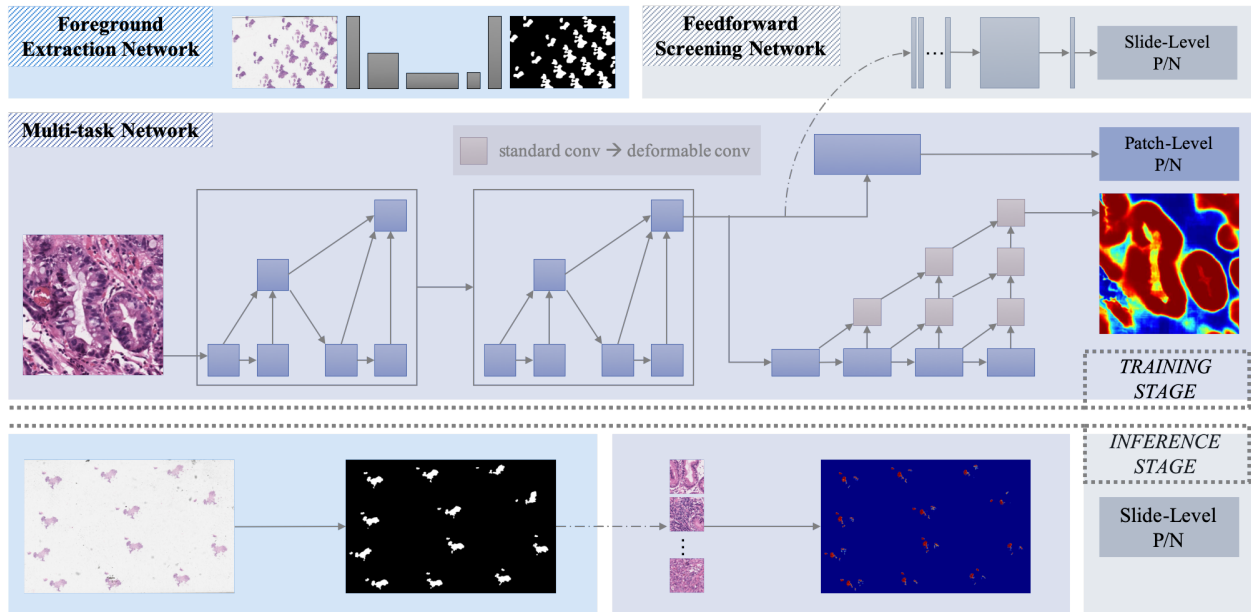 Foreground
Extraction Network
Feedforward
Screening Network
Slide-Level
P/N
Multi-task Network
standard conv → deformable conv
Patch-Level
P/N
TRAINING
STAGE
INFERENCE
STAGE
Slide-Level
P/N